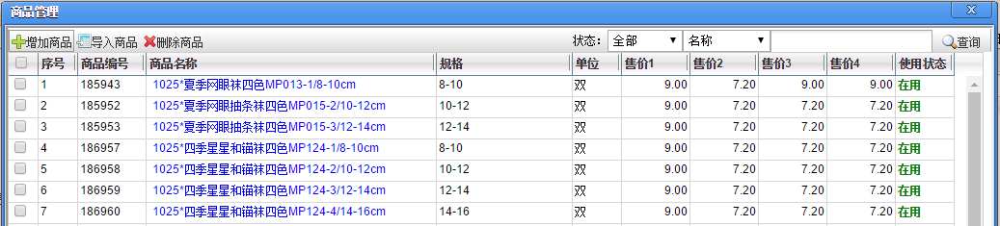 商品管理
增加商品 导入商品 删除商品 状态： 全部 名称 查询
序号 商品编号 商品名称 规格 单位 售价1 售价2 售价3 售价4 使用状态
1 185943 1025*夏季网眼袜四色MP013-1/8-10cm 8-10 双 9.00 7.20 9.00 9.00 在用
2 185952 1025*夏季网眼抽条袜四色MP015-2/10-12cm 10-12 双 9.00 7.20 7.20 7.20 在用
3 185953 1025*夏季网眼抽条袜四色MP015-3/12-14cm 12-14 双 9.00 7.20 7.20 7.20 在用
4 186957 1025*四季星星和锚袜四色MP124-1/8-10cm 8-10 双 9.00 7.20 7.20 7.20 在用
5 186958 1025*四季星星和锚袜四色MP124-2/10-12cm 10-12 双 9.00 7.20 7.20 7.20 在用
6 186959 1025*四季星星和锚袜四色MP124-3/12-14cm 12-14 双 9.00 7.20 7.20 7.20 在用
7 186960 1025*四季星星和锚袜四色MP124-4/14-16cm 14-16 双 9.00 7.20 7.20 7.20 在用